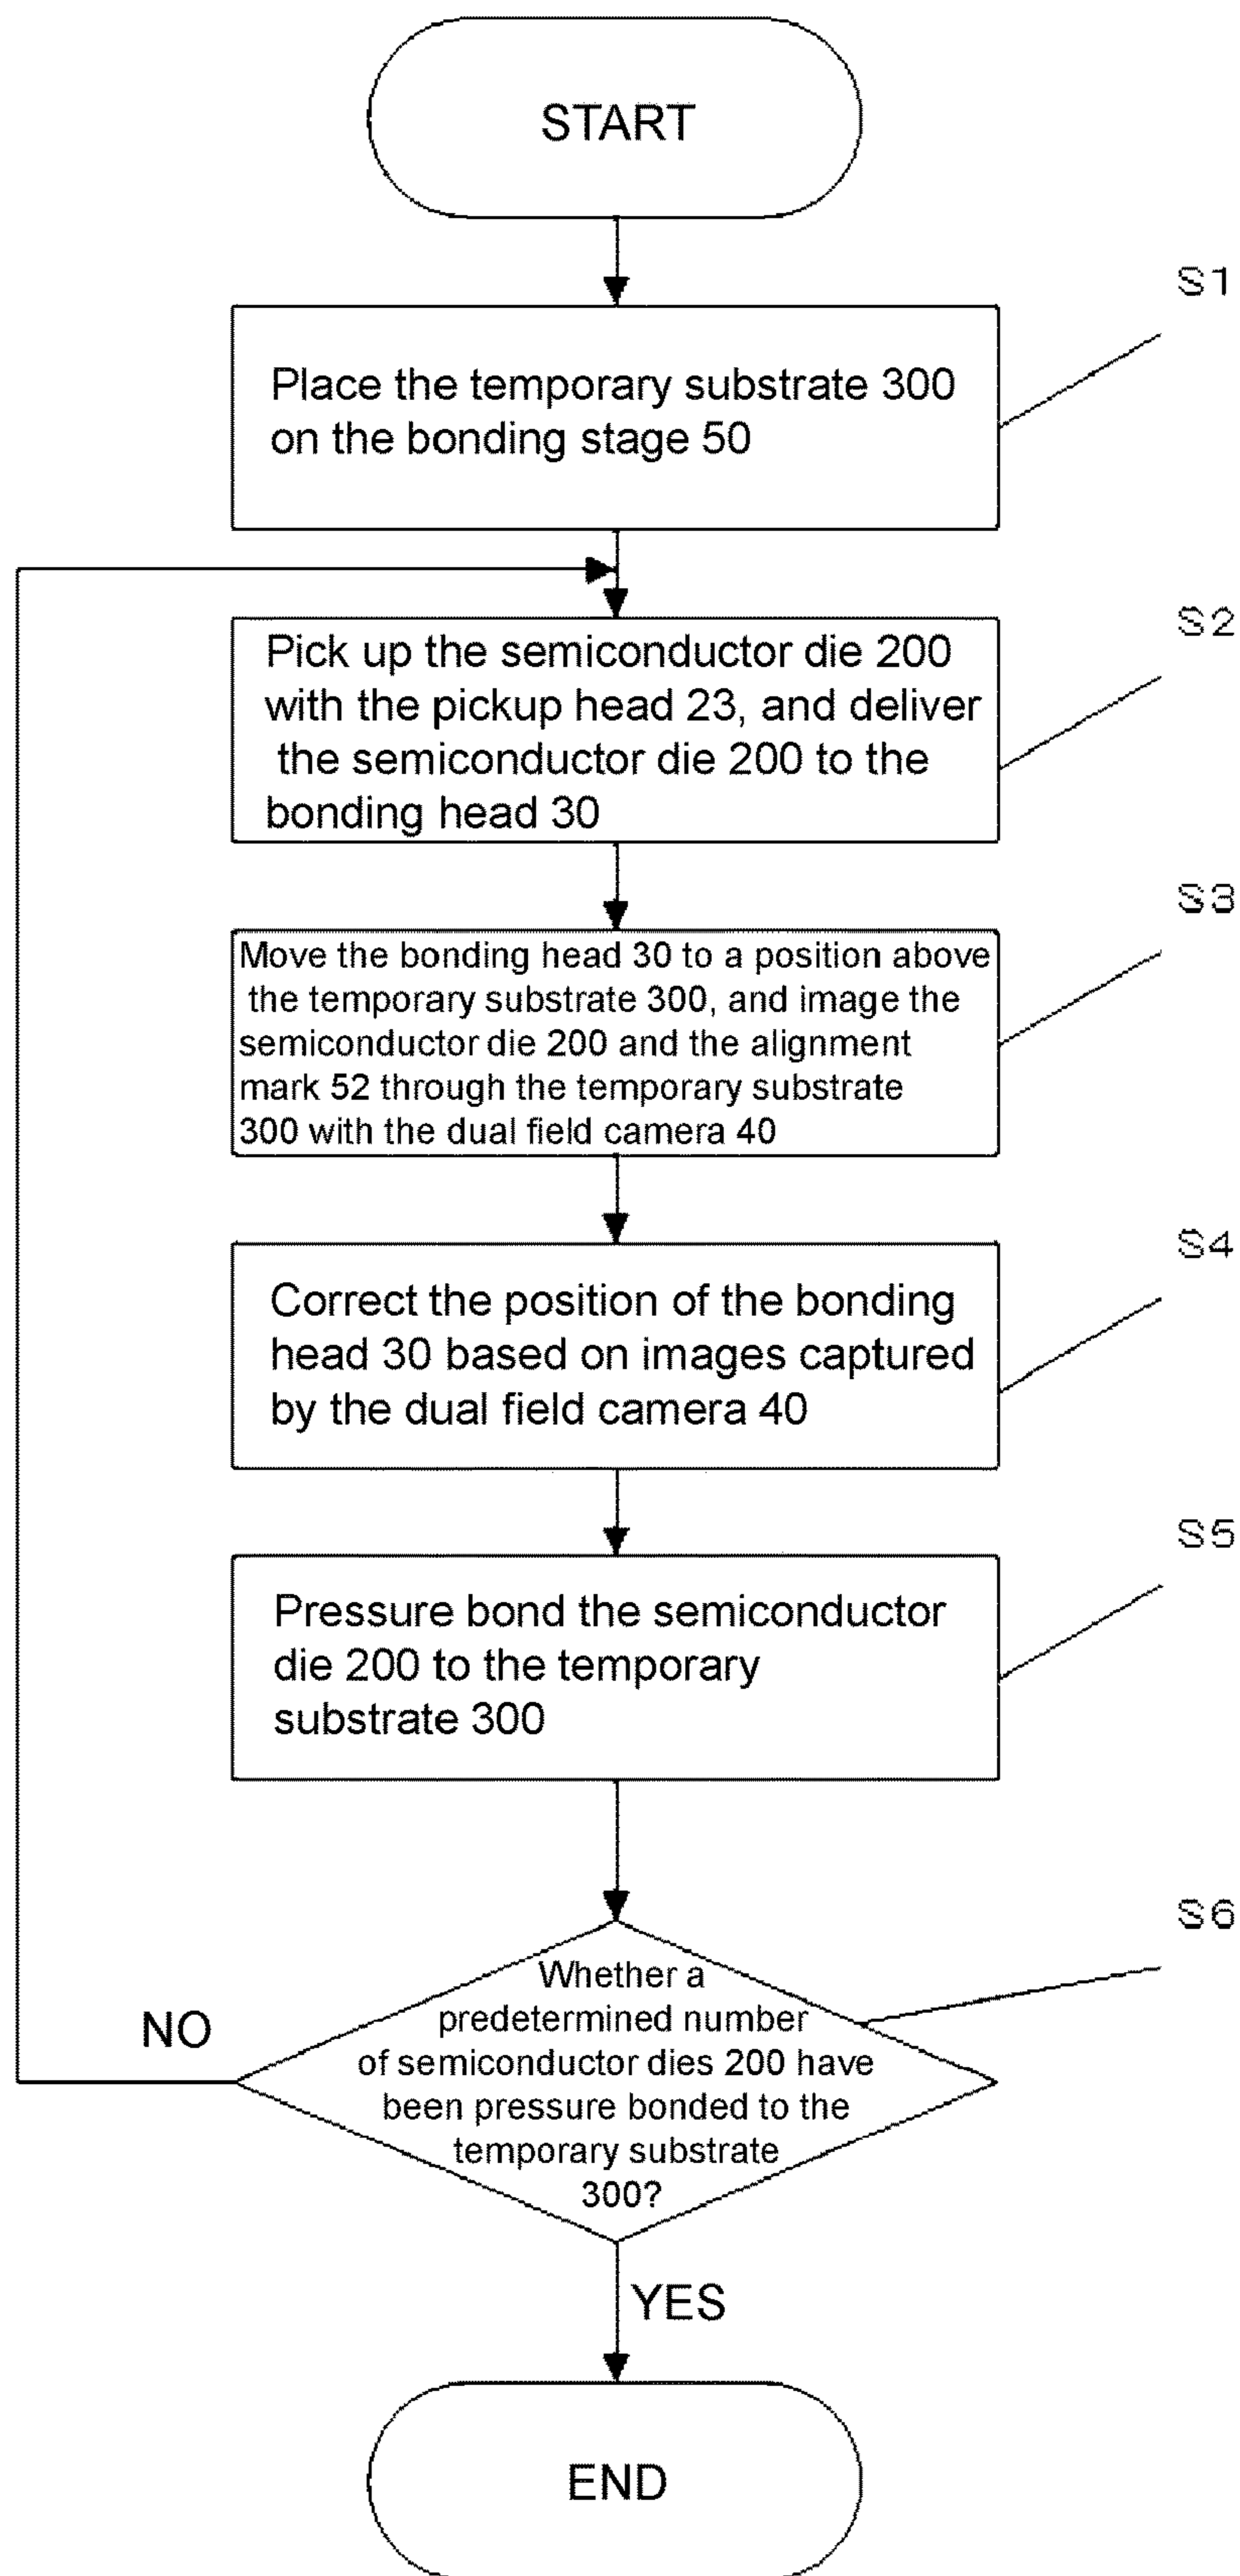 START
S1
Place the temporary substrate 300
on the bonding stage 50
S2
Pick up the semiconductor die 200
with the pickup head 23, and deliver
the semiconductor die 200 to the
bonding head 30
S3
Move the bonding head 30 to a position above
the temporary substrate 300, and image the
semiconductor die 200 and the alignment
mark 52 through the temporary substrate
300 with the dual field camera 40
S4
Correct the position of the bonding
head 30 based on images captured
by the dual field camera 40
S5
Pressure bond the semiconductor
die 200 to the temporary
substrate 300
S6
Whether a
predetermined number
of semiconductor dies 200 have
been pressure bonded to the
temporary substrate
300?
NO
YES
END